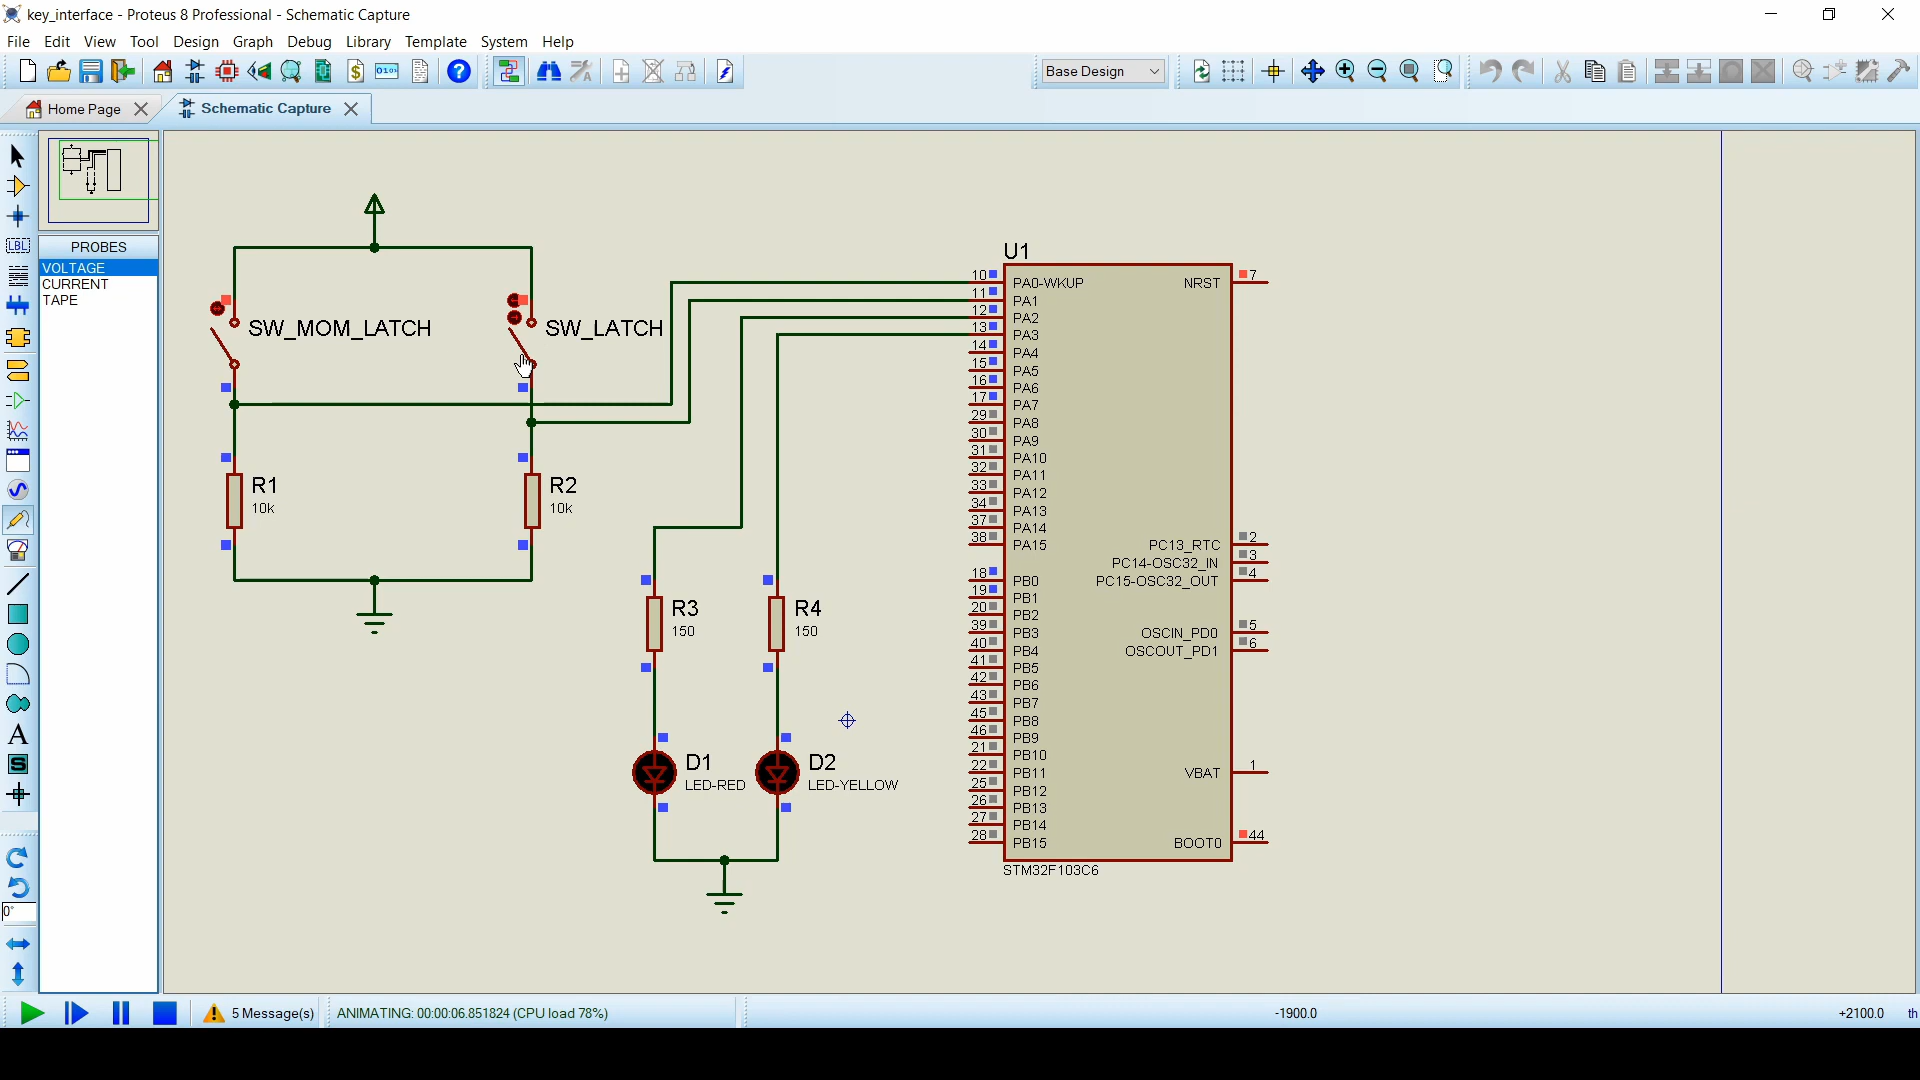 key_interface - Proteus 8 Professional - Schematic Capture
File Edit View Tool Design Graph Debug Library Template System Help
Base Design
Home Page
Schematic Capture
PROBES
VOLTAGE
CURRENT
TAPE
LBL
A
S
0°
SW_MOM_LATCH
SW_LATCH
R1
10k
R2
10k
R3
150
R4
150
D1
LED-RED
D2
LED-YELLOW
U1
10 PA0-WKUP NRST 7
11 PA1
12 PA2
13 PA3
14 PA4
15 PA5
16 PA6
17 PA7
29 PA8
30 PA9
31 PA10
32 PA11
33 PA12
34 PA13
37 PA14
38 PA15 PC13_RTC 2
PC14-OSC32_IN 3
18 PB0 PC15-OSC32_OUT 4
19 PB1
20 PB2
39 PB3 OSCIN_PD0 5
40 PB4 OSCOUT_PD1 6
41 PB5
42 PB6
43 PB7
45 PB8
46 PB9
21 PB10
22 PB11 VBAT 1
25 PB12
26 PB13
27 PB14
28 PB15 BOOT0 44
STM32F103C6
5 Message(s)
ANIMATING: 00:00:06.851824 (CPU load 78%)
-1900.0
+2100.0
th